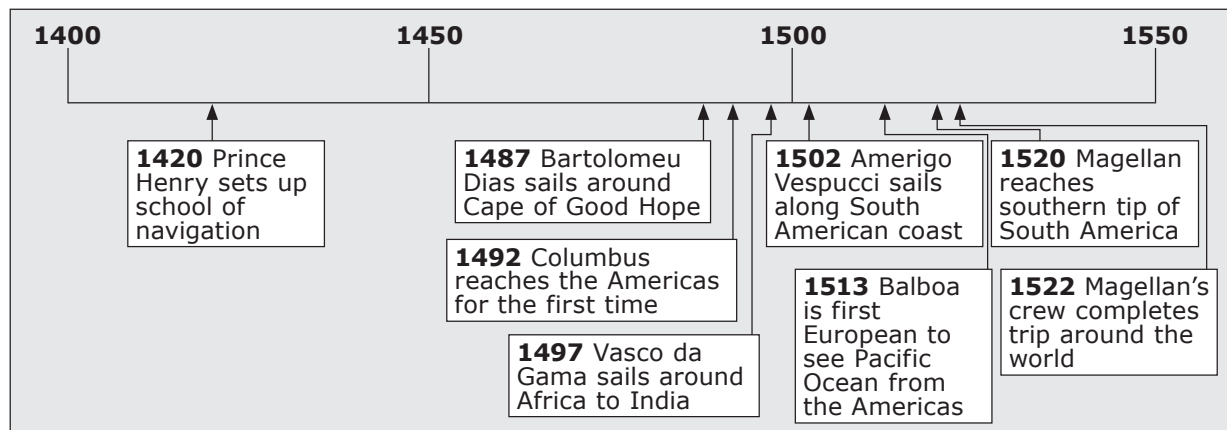 1400 1450 1500 1550
1420 Prince
Henry sets up
school of
navigation
1487 Bartolomeu
Dias sails around
Cape of Good Hope
1492 Columbus
reaches the Americas
for the first time
1497 Vasco da
Gama sails around
Africa to India
1502 Amerigo
Vespucci sails
along South
American coast
1513 Balboa
is first
European to
see Pacific
Ocean from
the Americas
1520 Magellan
reaches
southern tip of
South America
1522 Magellan’s
crew completes
trip around the
world